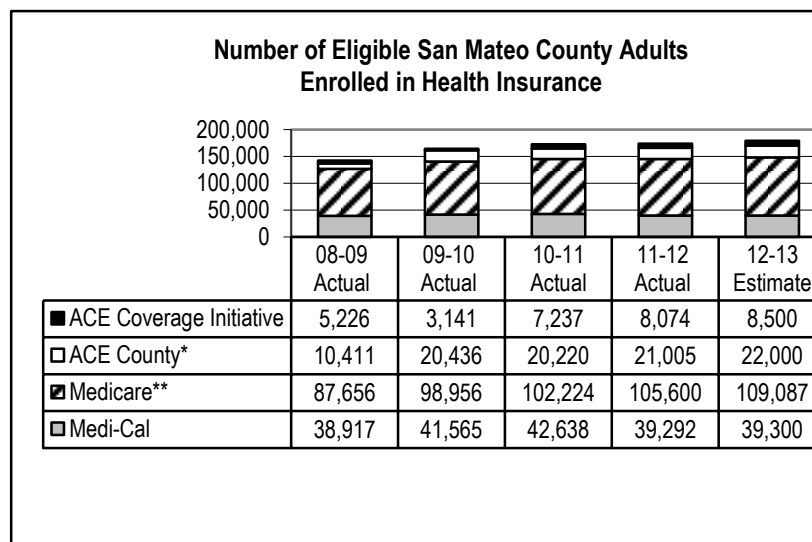 Number of Eligible San Mateo County Adults
Enrolled in Health Insurance
200,000
150,000
100,000
50,000
0
08-09 09-10 10-11 11-12 12-13
Actual Actual Actual Actual Estimate
ACE Coverage Initiative 5,226 3,141 7,237 8,074 8,500
ACE County* 10,411 20,436 20,220 21,005 22,000
Medicare** 87,656 98,956 102,224 105,600 109,087
Medi-Cal 38,917 41,565 42,638 39,292 39,300